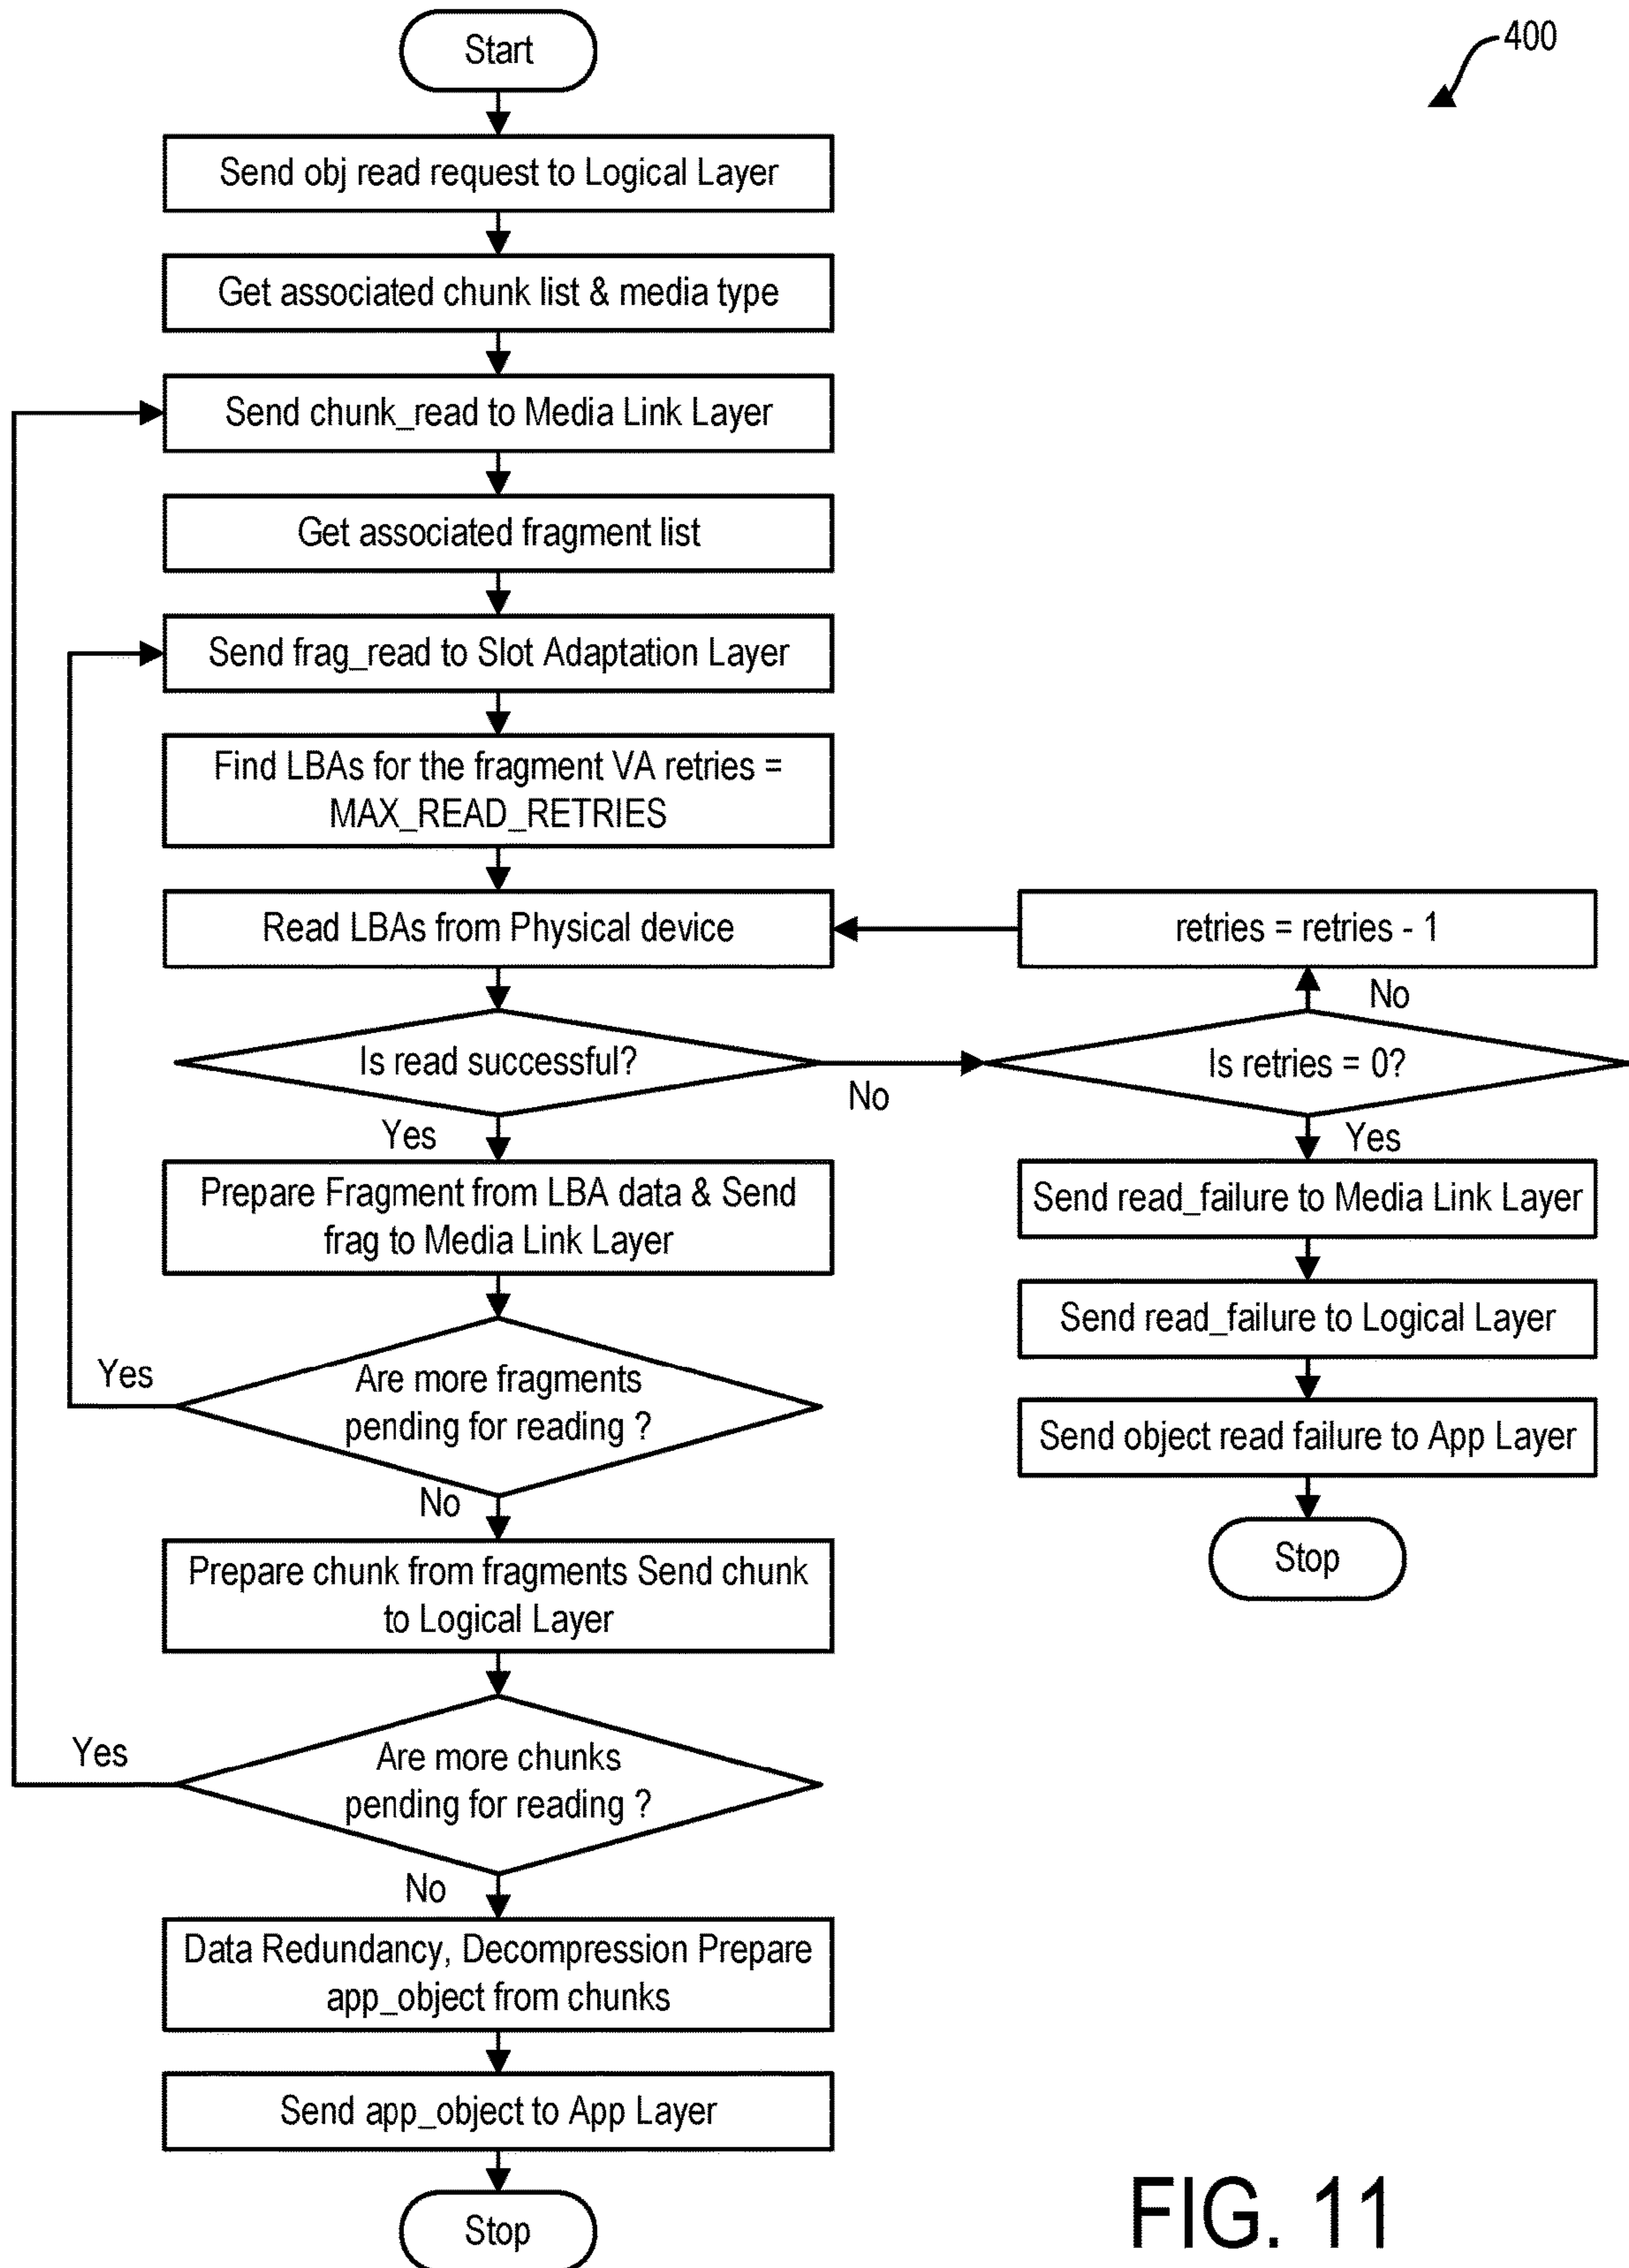 Start
400
Send obj read request to Logical Layer
Get associated chunk list & media type
Send chunk_read to Media Link Layer
Get associated fragment list
Send frag_read to Slot Adaptation Layer
Find LBAs for the fragment VA retries =
MAX_READ_RETRIES
Read LBAs from Physical device
retries = retries - 1
No
Is read successful?
No
Is retries = 0?
Yes
Yes
Prepare Fragment from LBA data & Send
frag to Media Link Layer
Send read_failure to Media Link Layer
Send read_failure to Logical Layer
Yes
Are more fragments
pending for reading ?
Send object read failure to App Layer
No
Stop
Prepare chunk from fragments Send chunk
to Logical Layer
Yes
Are more chunks
pending for reading ?
No
Data Redundancy, Decompression Prepare
app_object from chunks
Send app_object to App Layer
Stop
FIG. 11